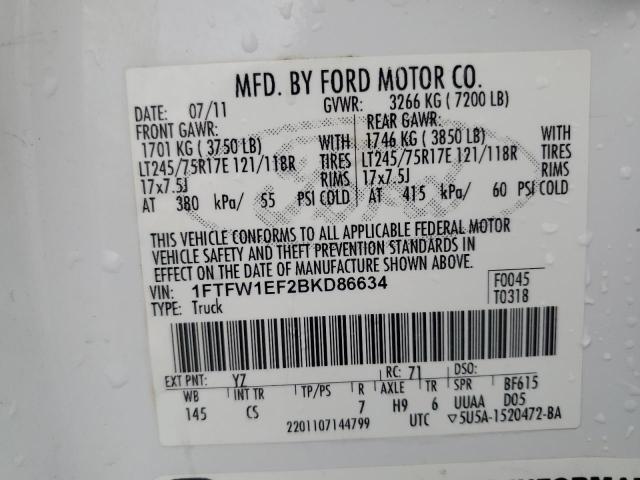 MFD. BY FORD MOTOR CO.
DATE: 07/11 GVWR: 3266 KG ( 7200 LB)
FRONT GAWR: REAR GAWR:
1701 KG ( 3750 LB) WITH 1746 KG ( 3850 LB) WITH
LT245/75R17E 121/118R TIRES LT245/75R17E 121/118R TIRES
17x7.5J RIMS 17x7.5J RIMS
AT 380 kPa/ 55 PSI COLD AT 415 kPa/ 60 PSI COLD
Ford
THIS VEHICLE CONFORMS TO ALL APPLICABLE FEDERAL MOTOR
VEHICLE SAFETY AND THEFT PREVENTION STANDARDS IN
EFFECT ON THE DATE OF MANUFACTURE SHOWN ABOVE.
VIN: 1FTFW1EF2BKD86634 F0045
TYPE: Truck T0318
EXT PNT: YZ RC: 71 DSO:
WB INT TR TP/PS R AXLE TR SPR BF615
145 CS 7 H9 6 UUAA D05
2201107144799 UTC ▽5U5A-1520472-BA